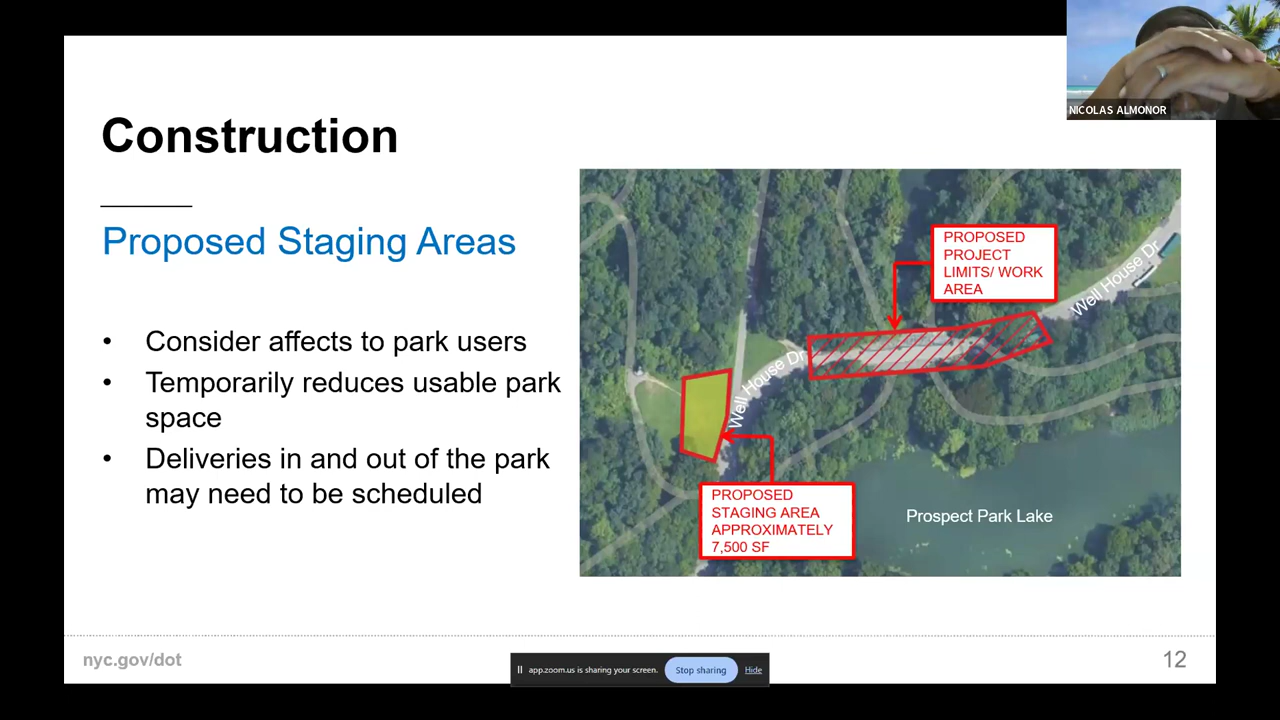 NICOLAS ALMONOR
Construction
Proposed Staging Areas
• Consider affects to park users
• Temporarily reduces usable park
space
• Deliveries in and out of the park
may need to be scheduled
PROPOSED
PROJECT
LIMITS/ WORK
AREA
Well House Dr
Well House Dr
Well House Dr
PROPOSED
STAGING AREA
APPROXIMATELY
7,500 SF
Prospect Park Lake
nyc.gov/dot
12
app.zoom.us is sharing your screen.
Stop sharing
Hide